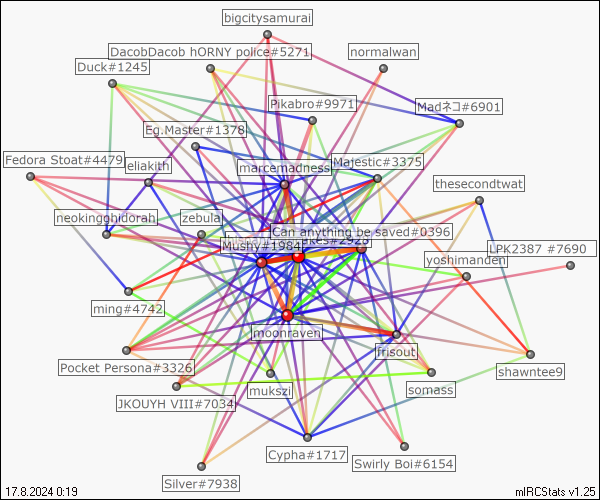 bigcitysamurai
DacobDacob hORNY police#5271
normalwan
Duck#1245
Pikabro#9971
Madネコ#6901
Eg.Master#1378
Fedora Stoat#4479
eliakith
marcemadness
Majestic#3375
thesecondtwat
neokingghidorah
zebulal
Can anything be saved#0396
Mushy#1984
LPK2387 #7690
yoshimanden
ming#4742
moonraven
frisout
Pocket Persona#3326
shawntee9
mukszi
somass
JKOUYH VIII#7034
Cypha#1717
Swirly Boi#6154
Silver#7938
17.8.2024 0:19
mIRCStats v1.25